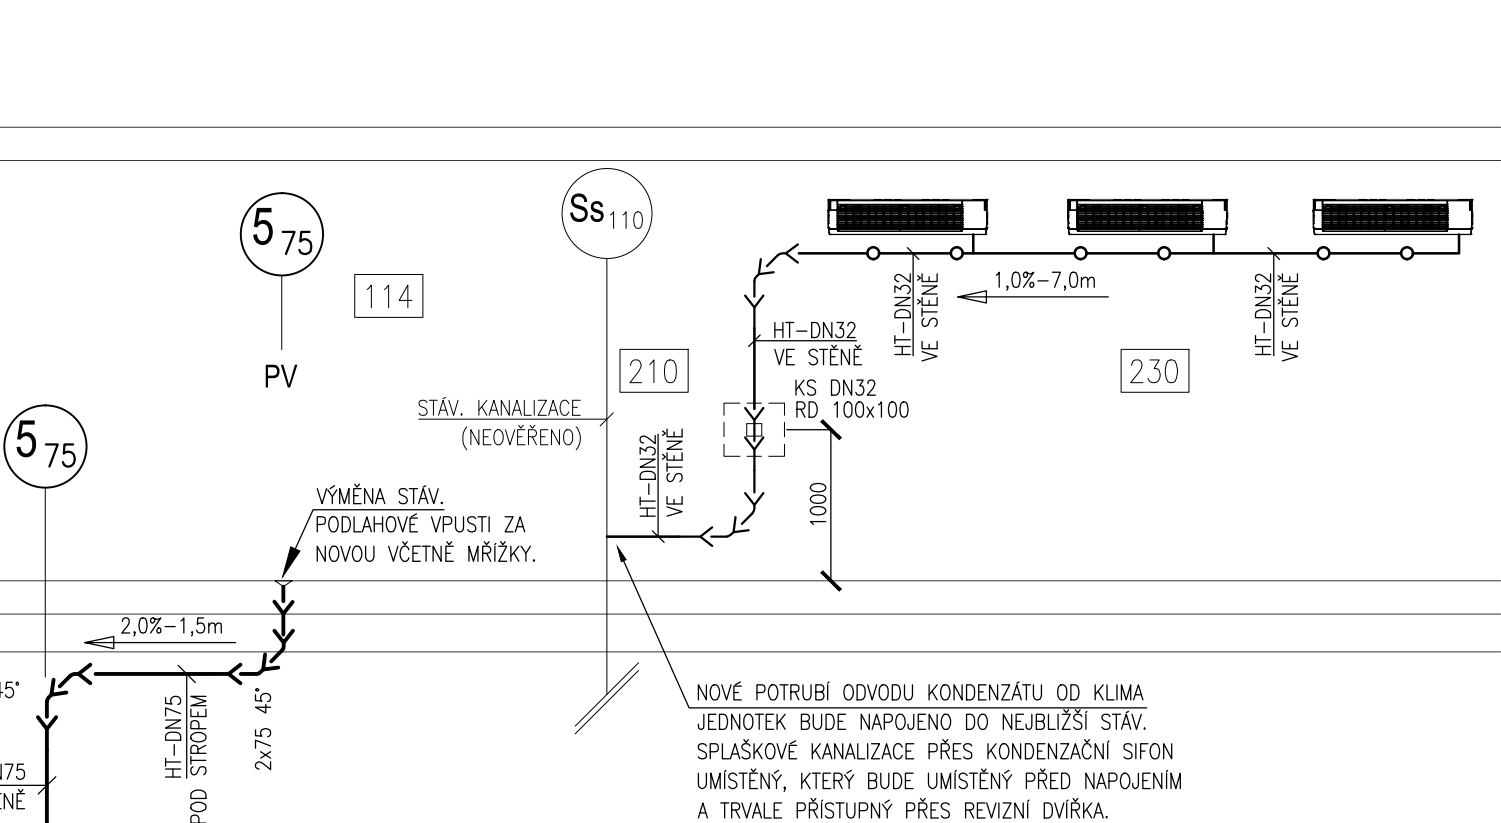 5 75
Ss110
114
1,0%-7,0m
HT-DN32
VE STĚNĚ
HT-DN32
VE STĚNĚ
HT-DN32
VE STĚNĚ
PV
210
230
KS DN32
RD 100x100
STÁV. KANALIZACE
(NEOVĚŘENO)
5 75
HT-DN32
VE STĚNĚ
1000
VÝMĚNA STÁV.
PODLAHOVÉ VPUSTI ZA
NOVOU VČETNĚ MŘÍŽKY.
2,0%-1,5m
45°
HT-DN75
POD STROPEM
2x75 45°
NOVÉ POTRUBÍ ODVODU KONDENZÁTU OD KLIMA
JEDNOTEK BUDE NAPOJENO DO NEJBLIŽŠÍ STÁV.
SPLAŠKOVÉ KANALIZACE PŘES KONDENZAČNÍ SIFON
UMÍSTĚNÝ, KTERÝ BUDE UMÍSTĚNÝ PŘED NAPOJENÍM
A TRVALE PŘÍSTUPNÝ PŘES REVIZNÍ DVÍŘKA.
N75
ENĚ